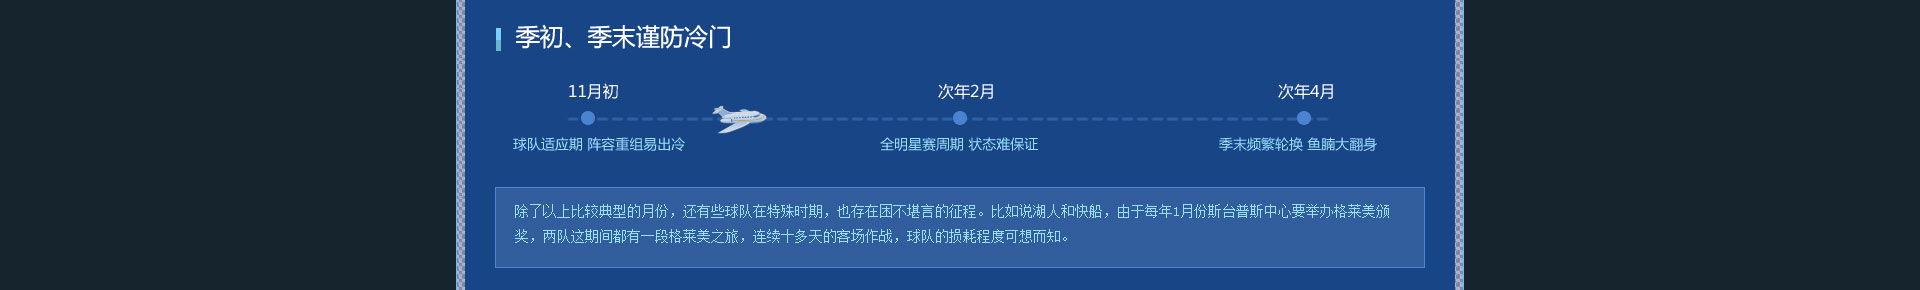 季初、季末谨防冷门
11月初
次年2月
次年4月
球队适应期 阵容重组易出冷
全明星赛周期 状态难保证
季末频繁轮换 鱼腩大翻身
除了以上比较典型的月份，还有些球队在特殊时期，也存在困不堪言的征程。比如说湖人和快船，由于每年1月份斯台普斯中心要举办格莱美颁
奖，两队这期间都有一段格莱美之旅，连续十多天的客场作战，球队的损耗程度可想而知。